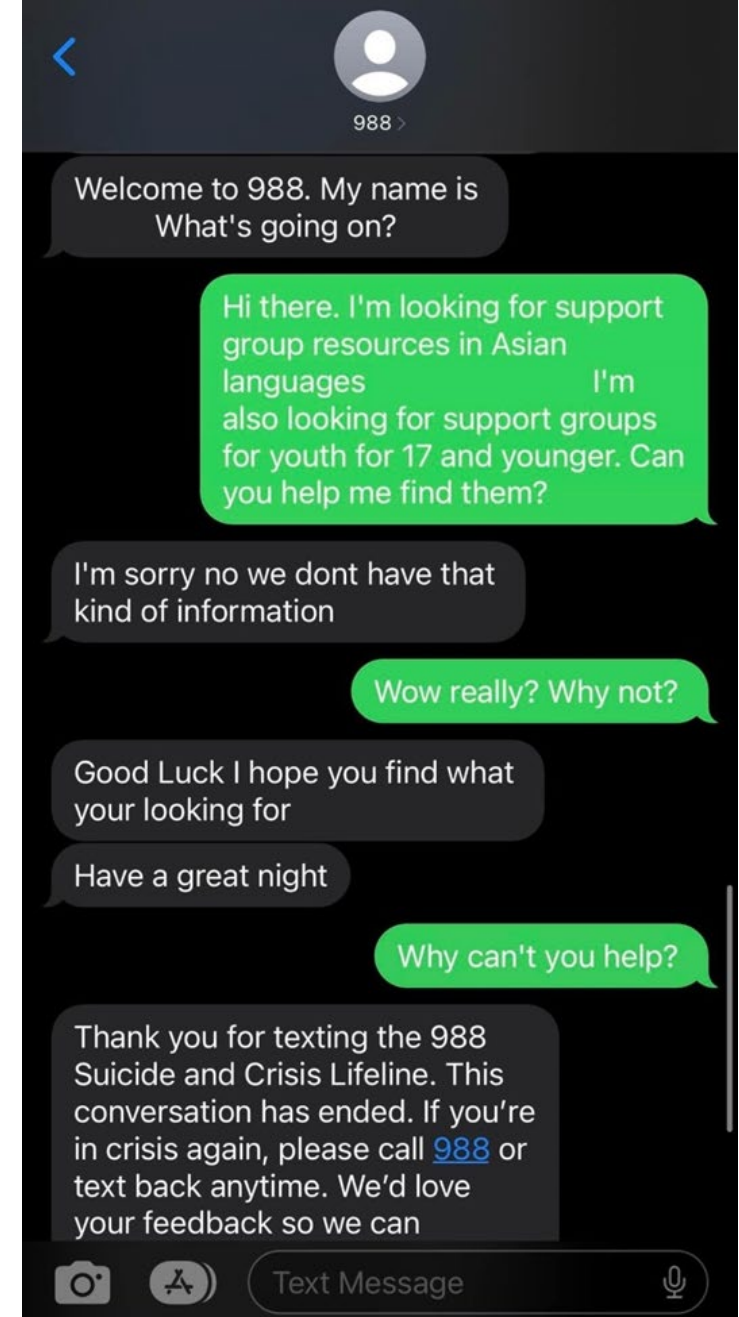 988
Welcome to 988. My name is
What's going on?
Hi there. I'm looking for support
group resources in Asian
languages I'm
also looking for support groups
for youth for 17 and younger. Can
you help me find them?
I'm sorry no we dont have that
kind of information
Wow really? Why not?
Good Luck I hope you find what
your looking for
Have a great night
Why can't you help?
Thank you for texting the 988
Suicide and Crisis Lifeline. This
conversation has ended. If you’re
in crisis again, please call 988 or
text back anytime. We’d love
your feedback so we can
Text Message